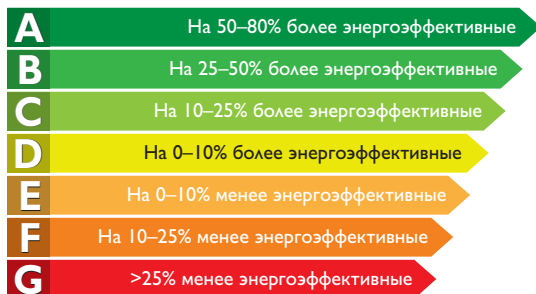 A На 50–80% более энергоэффективные
B На 25–50% более энергоэффективные
C На 10–25% более энергоэффективные
D На 0–10% более энергоэффективные
E На 0–10% менее энергоэффективные
F На 10–25% менее энергоэффективные
G >25% менее энергоэффективные